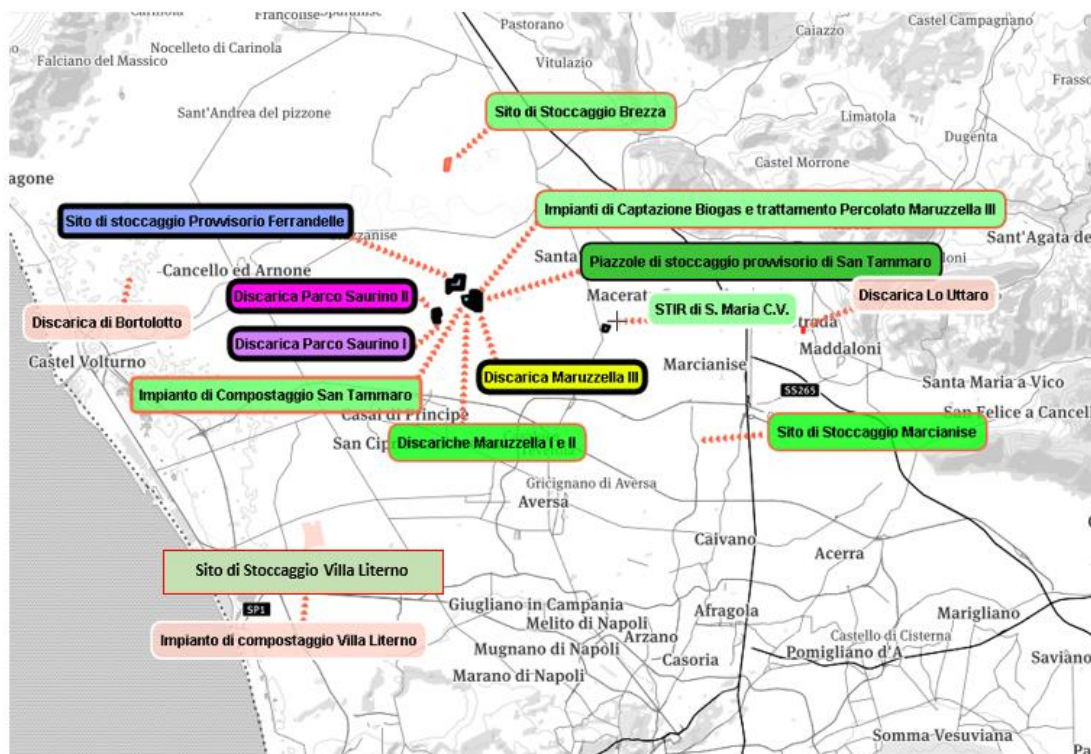 Carinola
Francolise
Sparanise
Pastorano
Nocelleto di Carinola
Falciano del Massico
Vitulazio
Caiazzo
Castel Campagnano
Frasso
Sant'Andrea del pizzone
Sito di Stoccaggio Brezza
Limatola
Dugenta
Castel Morrone
agone
Sito di stoccaggio Provvisorio Ferrandelle
Impianti di Captazione Biogas e trattamento Percolato Maruzzella III
Sant'Agata de
Santa
Piazzole di stoccaggio provvisorio di San Tammaro
Cancello ed Arnone
Discarica Parco Saurino II
Macerat
STIR di S. Maria C.V.
Discarica Lo Uttaro
Discarica di Bortolotto
trada
Discarica Parco Saurino I
Maddaloni
Castel Volturno
Marcianise
Discarica Maruzzella III
Santa Maria a Vico
SS265
Impianto di Compostaggio San Tammaro
Casal di Principe
San Felice a Cancel
San Cip
Discariche Maruzzella I e II
Sito di Stoccaggio Marcianise
Gricignano di Aversa
Aversa
Caivano
Acerra
Sito di Stoccaggio Villa Literno
SP1
Giugliano in Campania
Afragola
Marigliano
Melito di Napoli
Impianto di compostaggio Villa Literno
Arzano
Castello di Cisterna
Mugnano di Napoli
Casoria
Pomigliano d'A
Saviano
Marano di Napoli
Somma Vesuviana